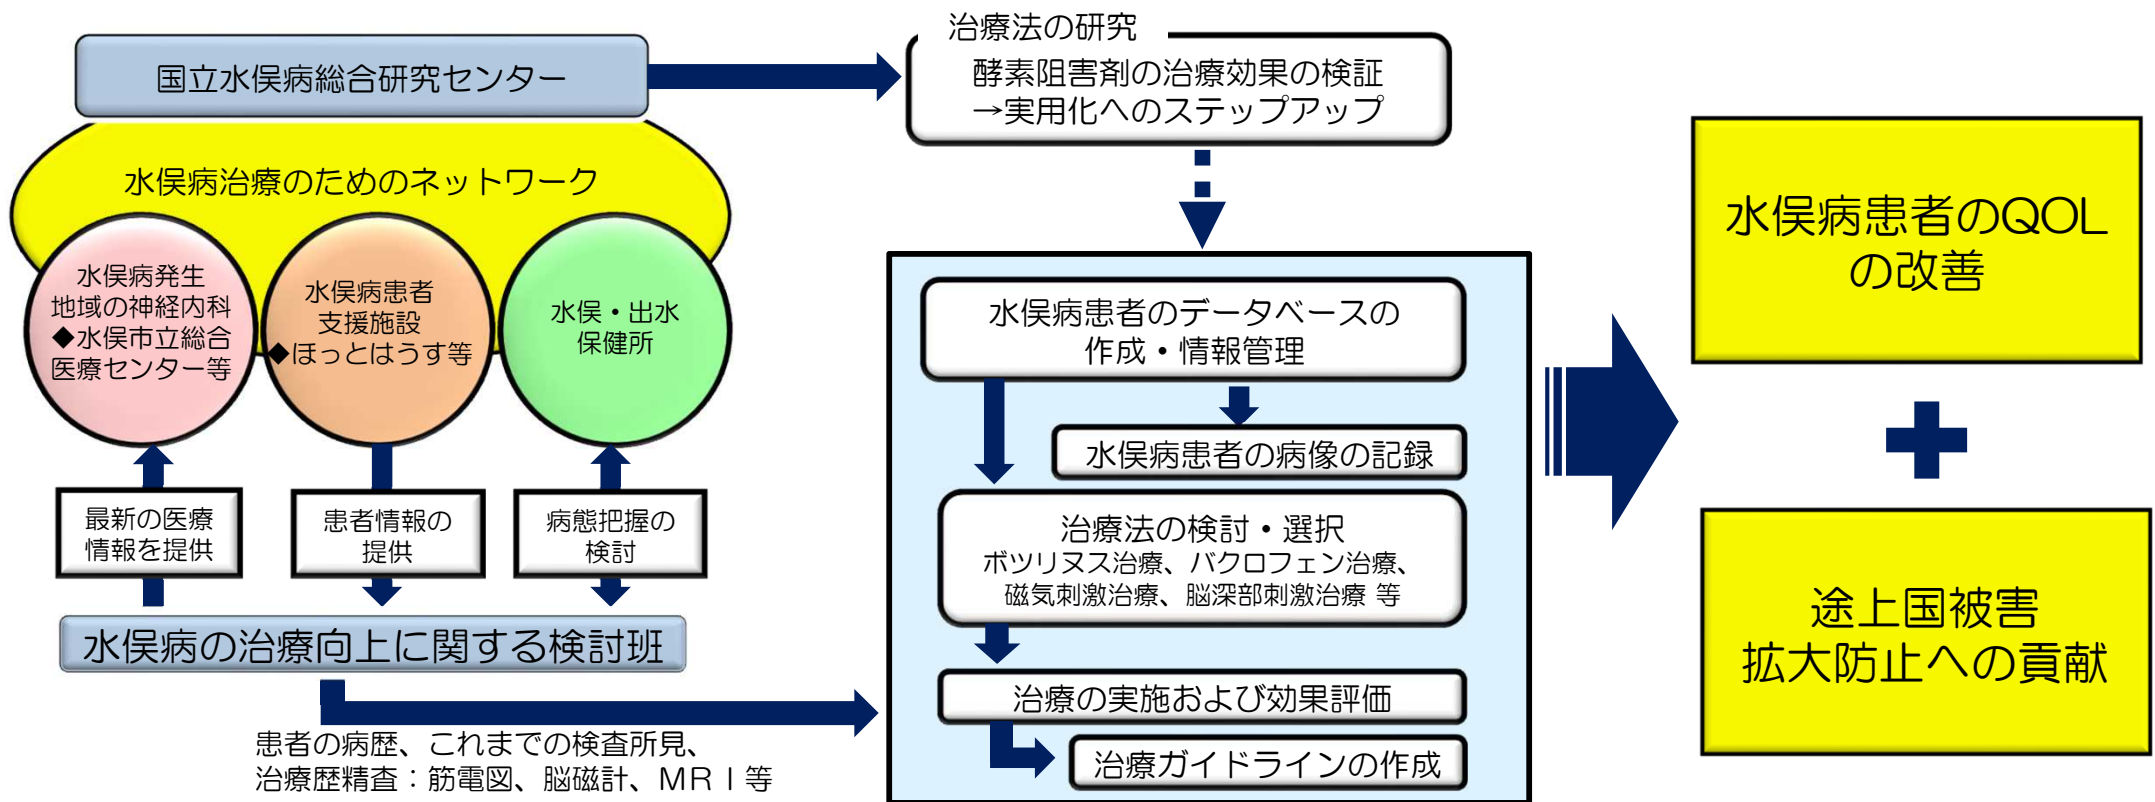 国立水俣病総合研究センター
水俣病治療のためのネットワーク
水俣病発生
地域の神経内科
◆水俣市立総合
医療センター等
水俣病患者
支援施設
◆ほっとはうす等
水俣・出水
保健所
最新の医療
情報を提供
患者情報の
提供
病態把握の
検討
水俣病の治療向上に関する検討班
患者の病歴、これまでの検査所見、
治療歴精査：筋電図、脳磁計、ＭＲＩ等
治療法の研究
酵素阻害剤の治療効果の検証
→実用化へのステップアップ
水俣病患者のデータベースの
作成・情報管理
水俣病患者の病像の記録
治療法の検討・選択
ボツリヌス治療、バクロフェン治療、
磁気刺激治療、脳深部刺激治療 等
治療の実施および効果評価
治療ガイドラインの作成
水俣病患者のQOL
の改善
途上国被害
拡大防止への貢献